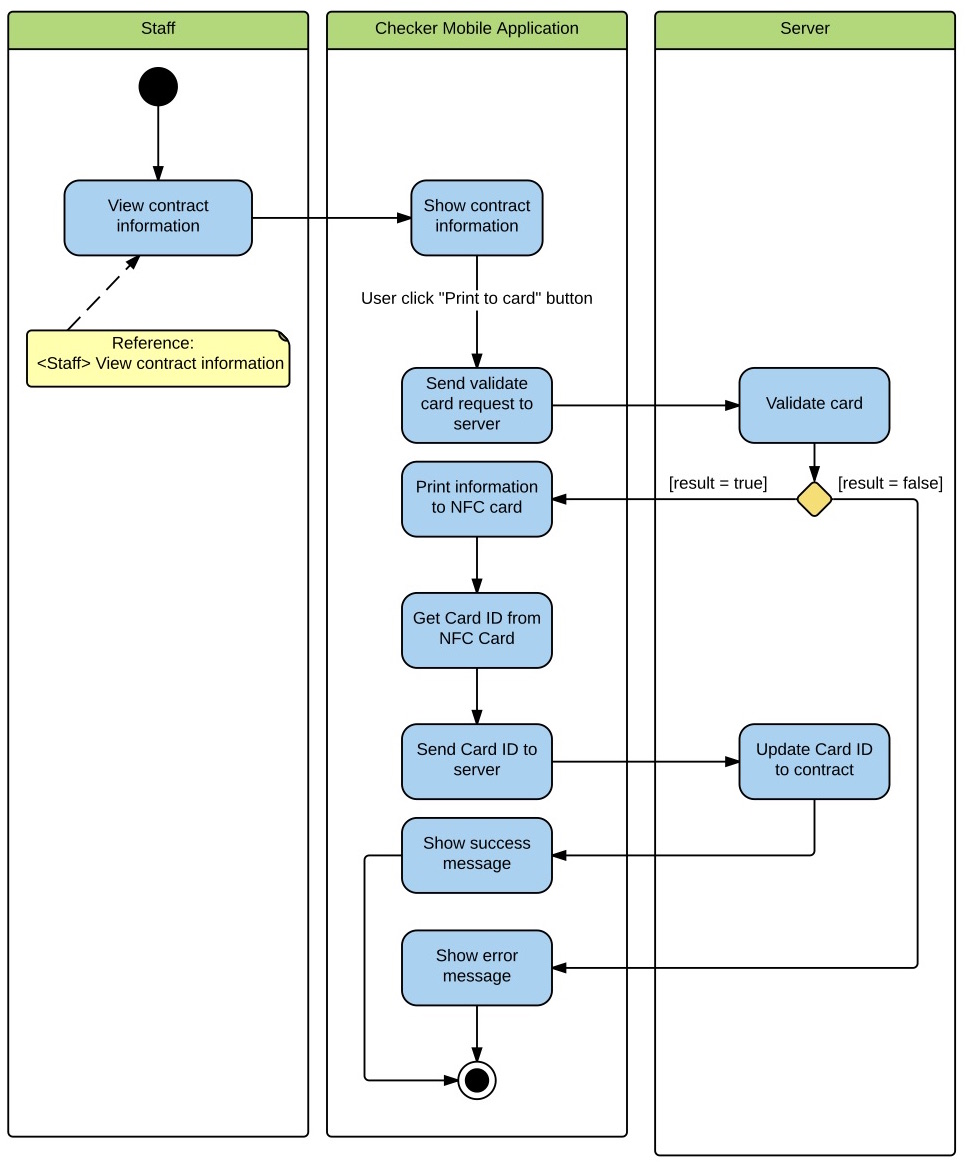 Staff
Checker Mobile Application
Server
View contract
information
Show contract
information
User click "Print to card" button
Reference:
<Staff> View contract information
Send validate
card request to
server
Validate card
[result = true]
[result = false]
Print information
to NFC card
Get Card ID from
NFC Card
Send Card ID to
server
Update Card ID
to contract
Show success
message
Show error
message